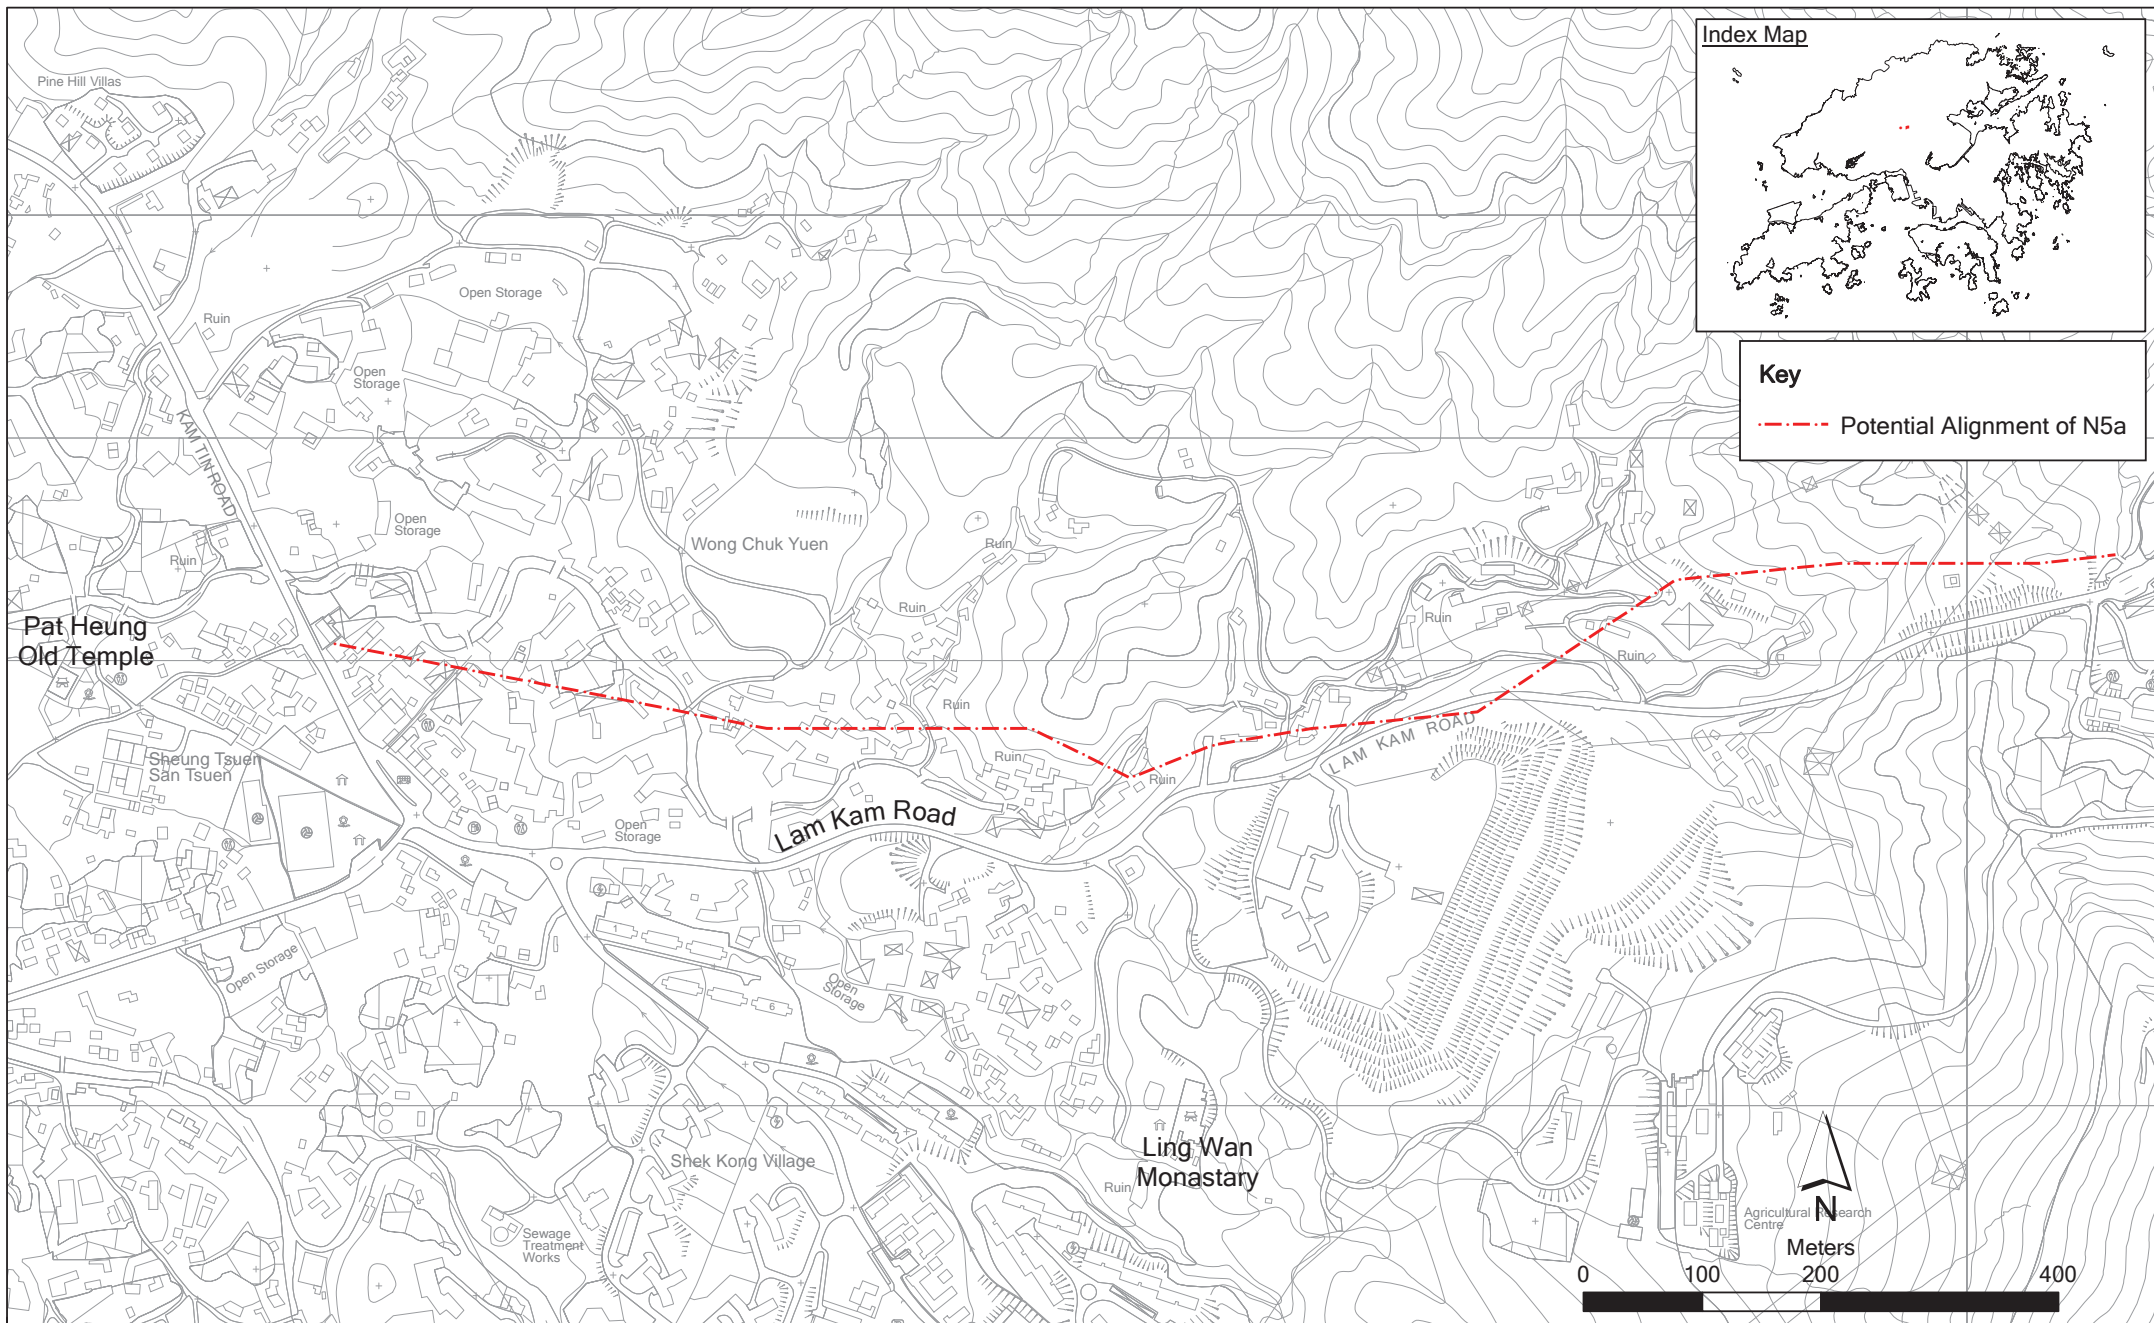 Index Map
Pine Hill Villas
Key
Potential Alignment of N5a
Open Storage
Ruin
Open
Storage
KAM TIN ROAD
Open
Storage
Wong Chuk Yuen
Ruin
Ruin
Ruin
Ruin
Pat Heung
Old Temple
Ruin
Ruin
LAM KAM ROAD
Sheung Tsuen
San Tsuen
Ruin
Ruin
Lam Kam Road
Open
Storage
1
Open Storage
Open
Storage
6
Shek Kong Village
Ling Wan
Monastary
Ruin
Sewage
Treatment
Works
Agricultural Research
Centre
N
Meters
0 100 200 400